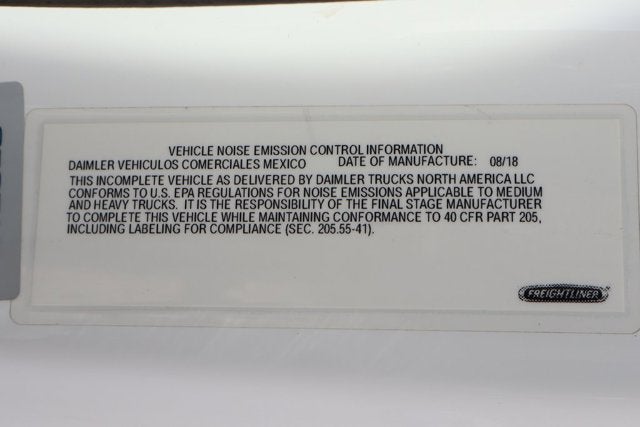 VEHICLE NOISE EMISSION CONTROL INFORMATION
DAIMLER VEHICULOS COMERCIALES MEXICO DATE OF MANUFACTURE: 08/18
THIS INCOMPLETE VEHICLE AS DELIVERED BY DAIMLER TRUCKS NORTH AMERICA LLC
CONFORMS TO U.S. EPA REGULATIONS FOR NOISE EMISSIONS APPLICABLE TO MEDIUM
AND HEAVY TRUCKS. IT IS THE RESPONSIBILITY OF THE FINAL STAGE MANUFACTURER
TO COMPLETE THIS VEHICLE WHILE MAINTAINING CONFORMANCE TO 40 CFR PART 205,
INCLUDING LABELING FOR COMPLIANCE (SEC. 205.55-41).
FREIGHTLINER